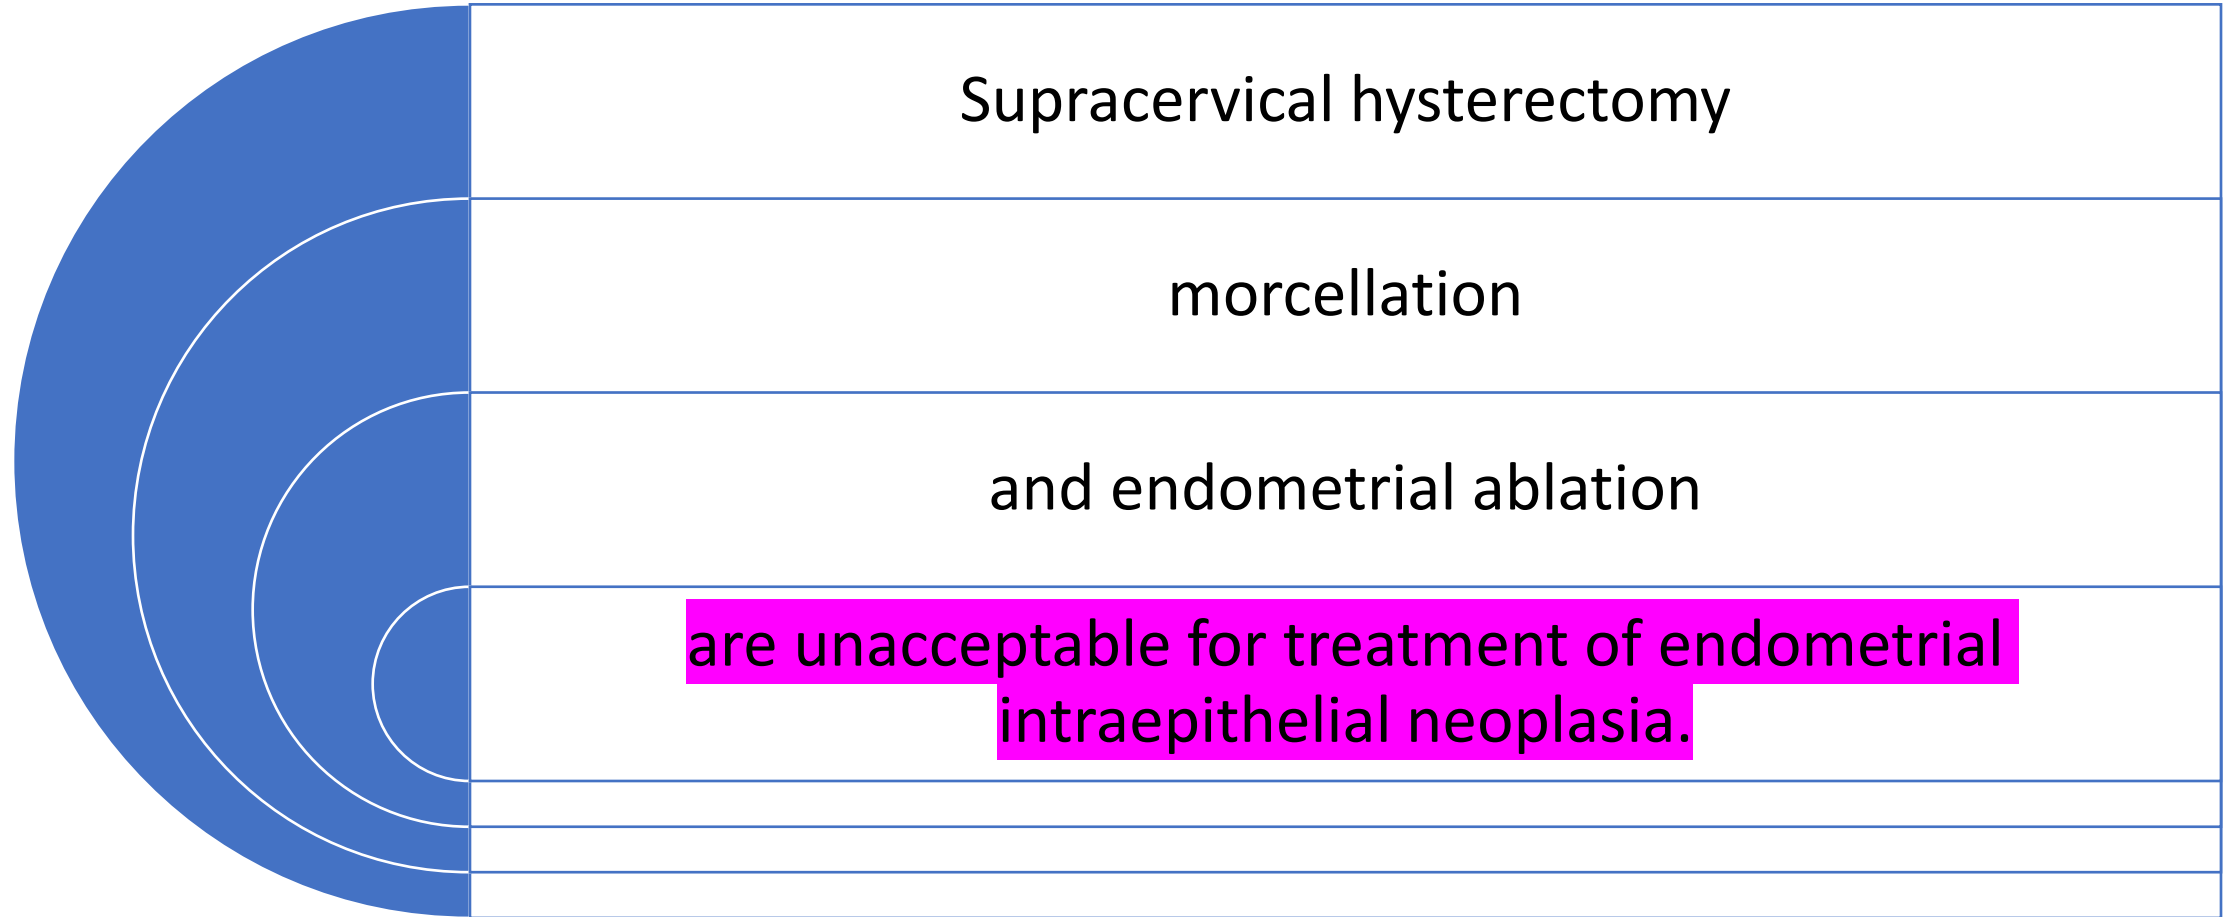 Supracervical hysterectomy
morcellation
and endometrial ablation
are unacceptable for treatment of endometrial
intraepithelial neoplasia.